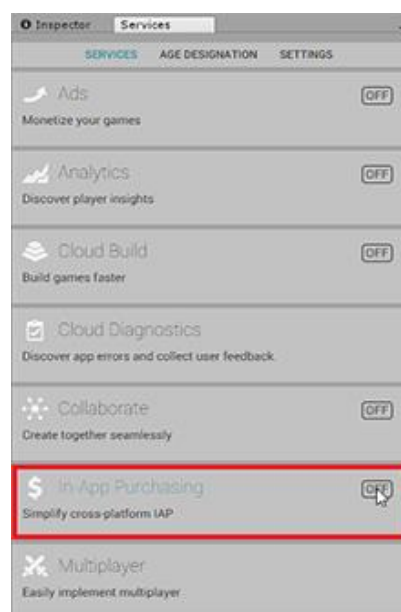 Inspector Services
SERVICES AGE DESIGNATION SETTINGS
Ads OFF
Monetize your games
Analytics OFF
Discover player insights
Cloud Build OFF
Build games faster
Cloud Diagnostics
Discover app errors and collect user feedback.
Collaborate OFF
Create together seamlessly
$ In-App Purchasing OFF
Simplify cross-platform IAP
Multiplayer
Easily implement multiplayer